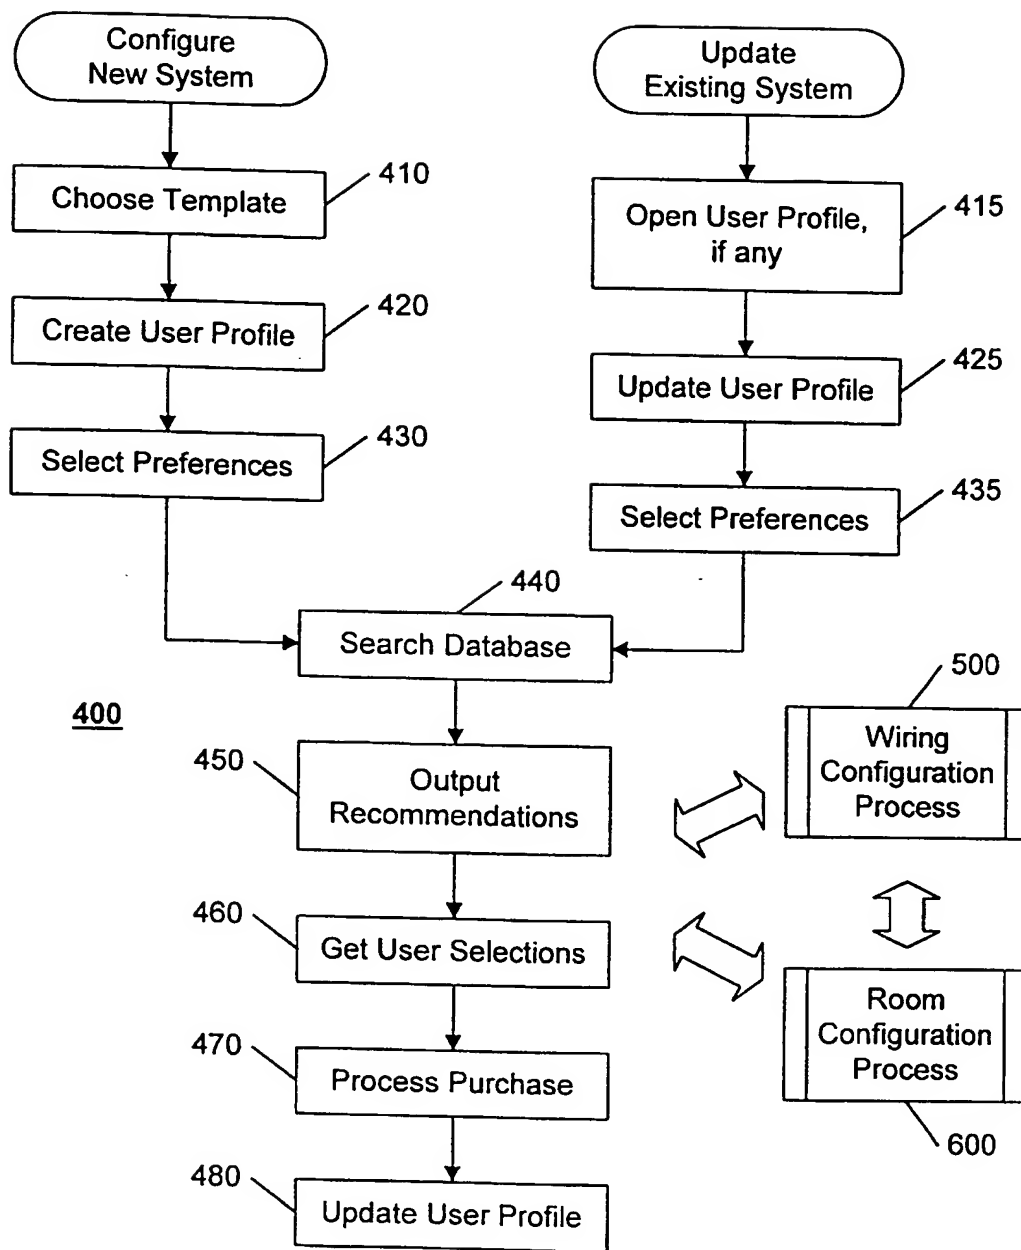 Configure
New System
Update
Existing System
410
Choose Template
415
Open User Profile,
if any
420
Create User Profile
425
Update User Profile
430
Select Preferences
435
Select Preferences
440
Search Database
400
500
Wiring
Configuration
Process
450
Output
Recommendations
460
Get User Selections
Room
Configuration
Process
600
470
Process Purchase
480
Update User Profile